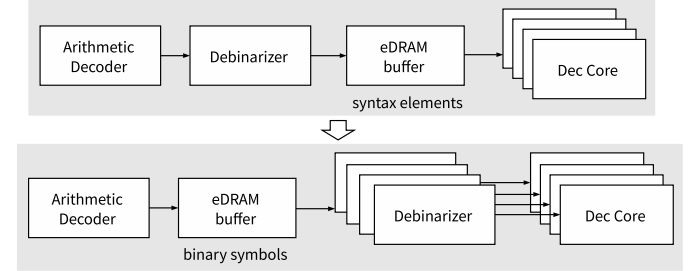 Arithmetic
Decoder
Debinarizer
eDRAM
buffer
Dec Core
syntax elements
Arithmetic
Decoder
eDRAM
buffer
Debinarizer
Dec Core
binary symbols